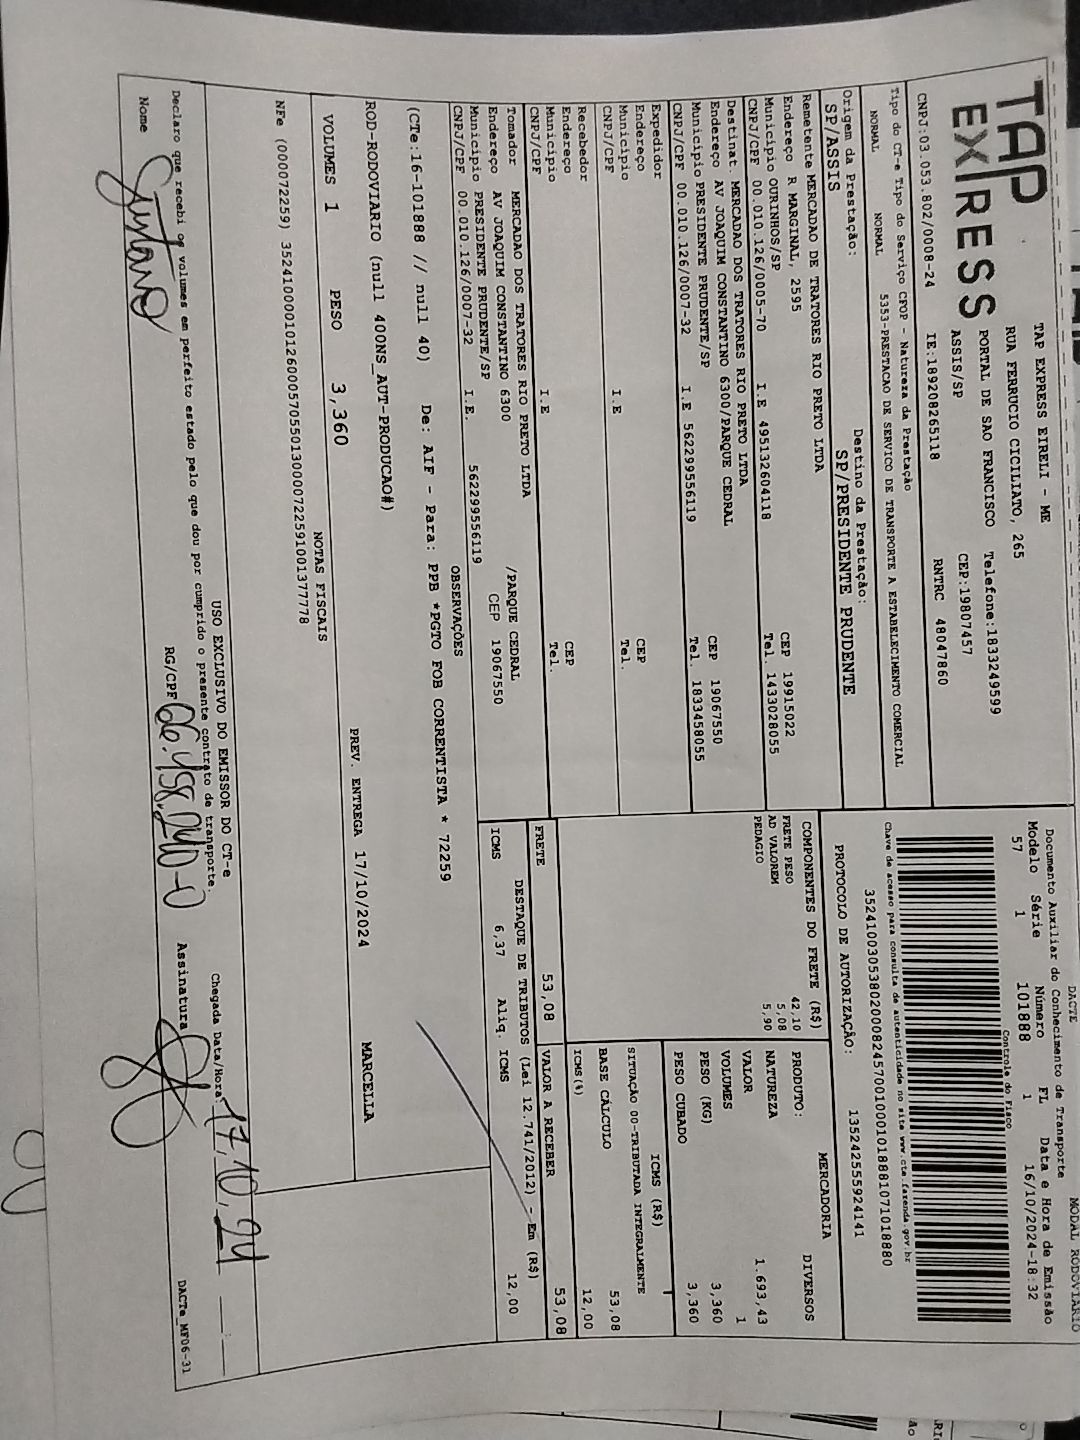 TAP
EXPRESS
TAP EXPRESS EIRELI - ME
RUA FERRUCIO CICILIATO, 265
PORTAL DE SAO FRANCISCO Telefone:1833249599
ASSIS/SP CEP:19807457
CNPJ:03.053.802/0008-24 IE:189208265118 RNTRC 48047860
DACTE MODAL RODOVIÁRIO
Documento Auxiliar do Conhecimento de Transporte
Modelo Série Número FL Data e Hora de Emissão
57 1 101888 1 16/10/2024-18:32
Controle do Fisco
Chave de acesso para consulta de autenticidade no site www.cte.fazenda.gov.br
35241003053802000824570010001018881071018880
PROTOCOLO DE AUTORIZAÇÃO: 135242555924141
Tipo do CT-e Tipo do Serviço CFOP - Natureza da Prestação
NORMAL NORMAL 5353-PRESTACAO DE SERVICO DE TRANSPORTE A ESTABELECIMENTO COMERCIAL
Origem da Prestação: Destino da Prestação:
SP/ASSIS SP/PRESIDENTE PRUDENTE
Remetente MERCADAO DE TRATORES RIO PRETO LTDA
Endereço R MARGINAL, 2595 CEP 19915022
Municipio OURINHOS/SP Tel. 1433028055
CNPJ/CPF 00.010.126/0005-70 I.E 495132604118
Destinat. MERCADAO DOS TRATORES RIO PRETO LTDA
Endereço AV JOAQUIM CONSTANTINO 6300/PARQUE CEDRAL CEP 19067550
Municipio PRESIDENTE PRUDENTE/SP Tel. 1833458055
CNPJ/CPF 00.010.126/0007-32 I.E 562299556119
Expedidor
Endereço CEP
Municipio Tel.
CNPJ/CPF I.E
Recebedor
Endereço CEP
Municipio Tel.
CNPJ/CPF I.E
Tomador MERCADAO DOS TRATORES RIO PRETO LTDA
Endereço AV JOAQUIM CONSTANTINO 6300 /PARQUE CEDRAL
Municipio PRESIDENTE PRUDENTE/SP CEP 19067550
CNPJ/CPF 00.010.126/0007-32 I.E. 562299556119
COMPONENTES DO FRETE (R$)
FRETE PESO 42,10
AD VALOREM 5,08
PEDAGIO 5,90
PRODUTO: MERCADORIA
NATUREZA DIVERSOS
VALOR 1.693,43
VOLUMES 1
PESO (KG) 3,360
PESO CUBADO 3,360
ICMS (R$)
SITUAÇÃO 00-TRIBUTADA INTEGRALMENTE
BASE CÁLCULO 53,08
ICMS (%) 12,00
FRETE 53,08 VALOR A RECEBER 53,08
DESTAQUE DE TRIBUTOS (Lei 12.741/2012) - Em (R$)
ICMS 6,37 Aliq. ICMS 12,00
OBSERVAÇÕES
(CTe:16-101888 // null 40) De: AIF - Para: PPB *PGTO FOB CORRENTISTA * 72259
ROD-RODOVIARIO (null 400NS_AUT-PRODUCAO#)
PREV. ENTREGA 17/10/2024 MARCELLA
VOLUMES 1 PESO 3,360
NOTAS FISCAIS
NFe (000072259) 35241000010126000570550130000722591001377778
USO EXCLUSIVO DO EMISSOR DO CT-e
Declaro que recebi os volumes em perfeito estado pelo que dou por cumprido o presente contrato de transporte.
Chegada Data/Hora: 17/10/24
Nome Gustavo RG/CPF Assinatura
DACTe_MF06-31